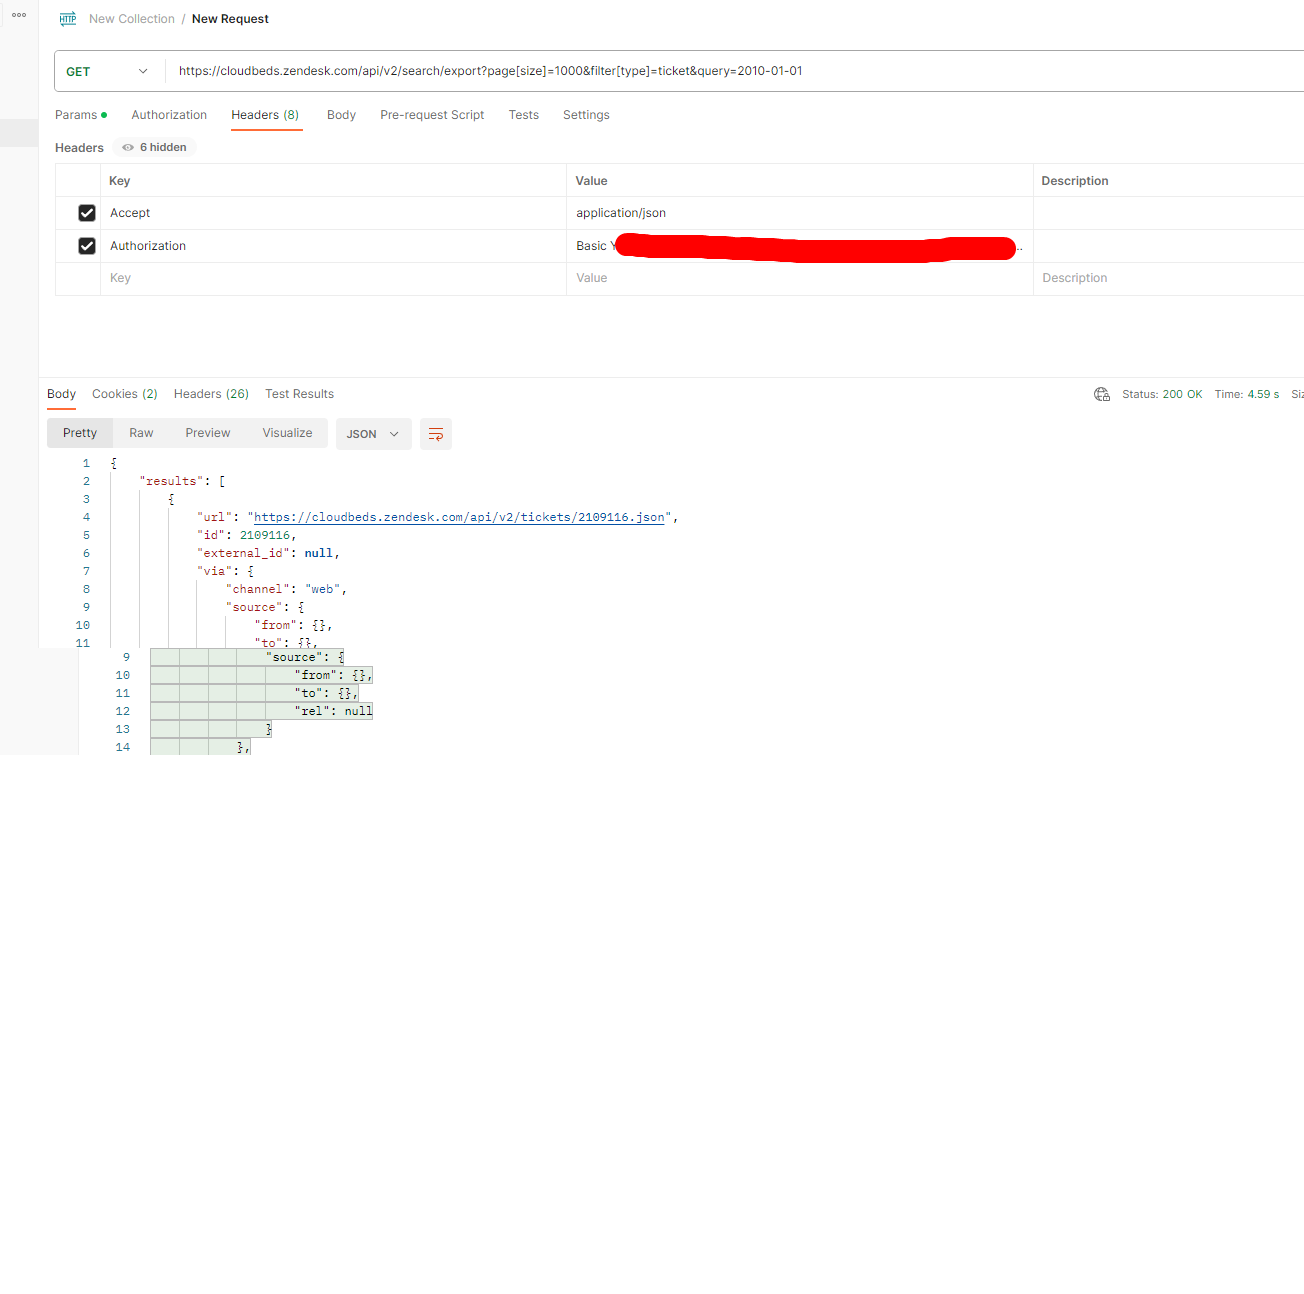 New Collection / New Request
GET https://cloudbeds.zendesk.com/api/v2/search/export?page[size]=1000&filter[type]=ticket&query=2010-01-01
Params Authorization Headers (8) Body Pre-request Script Tests Settings
Headers 6 hidden
Key Value Description
Accept application/json
Authorization Basic
Key Value Description
Body Cookies (2) Headers (26) Test Results Status: 200 OK Time: 4.59 s
Pretty Raw Preview Visualize JSON
1 {
2 "results": [
3 {
4 "url": "https://cloudbeds.zendesk.com/api/v2/tickets/2109116.json",
5 "id": 2109116,
6 "external_id": null,
7 "via": {
8 "channel": "web",
9 "source": {
10 "from": {},
11 "to": {},
9 "source": {
10 "from": {},
11 "to": {},
12 "rel": null
13 }
14 },